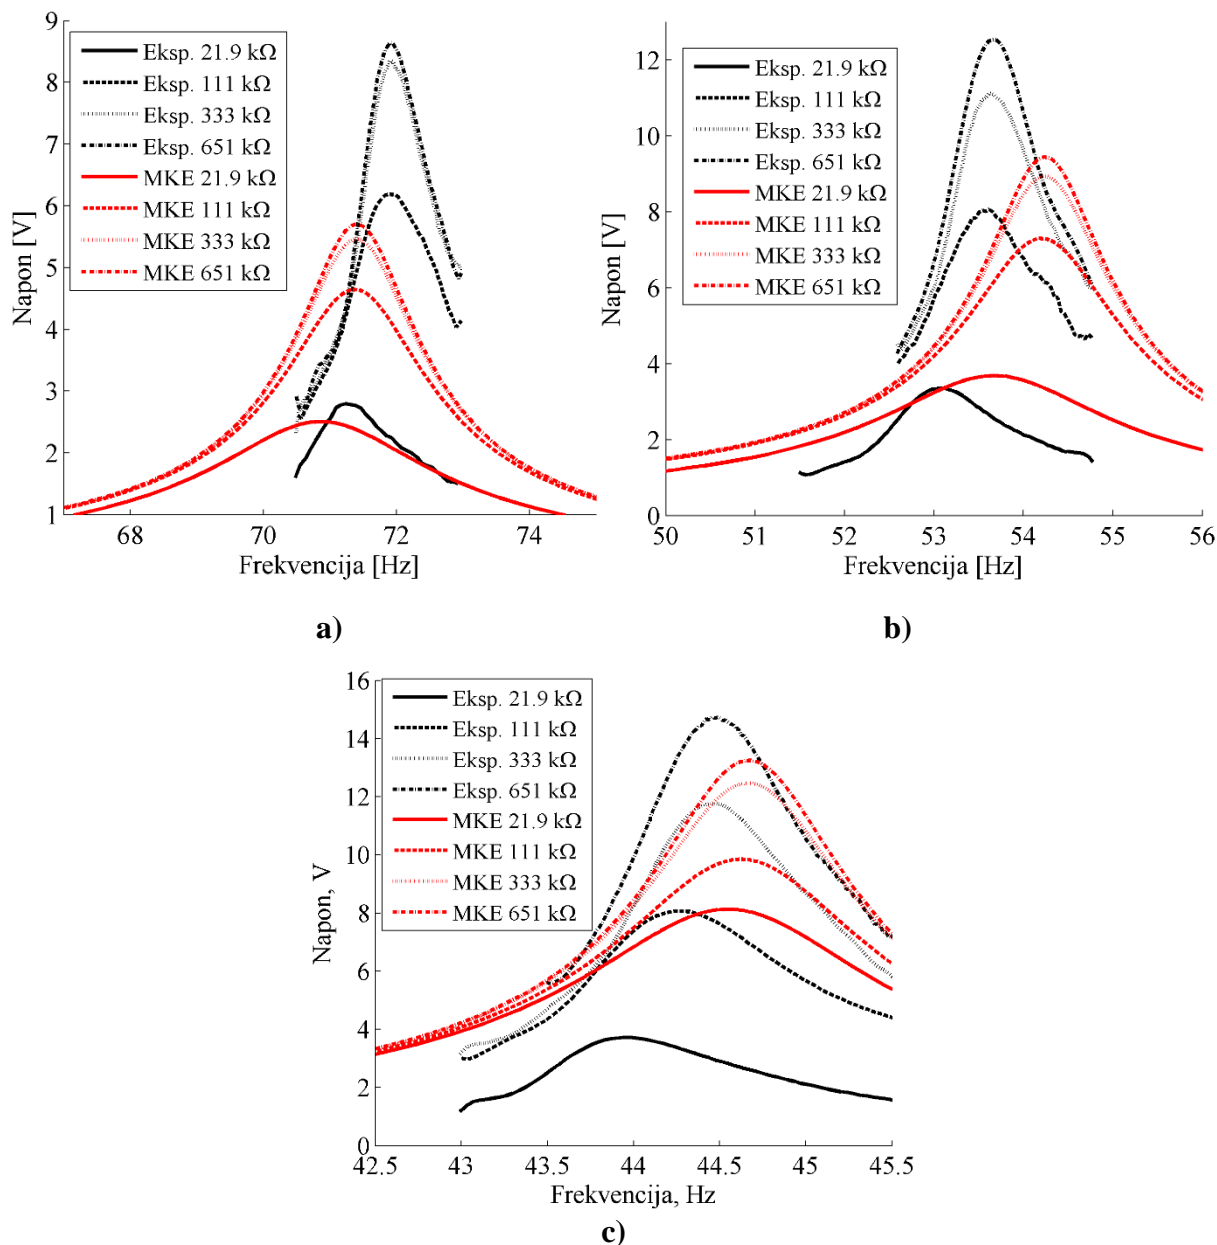 9
8
7
6
5
4
3
2
1
Napon [V]
Eksp. 21.9 kΩ
Eksp. 111 kΩ
Eksp. 333 kΩ
Eksp. 651 kΩ
MKE 21.9 kΩ
MKE 111 kΩ
MKE 333 kΩ
MKE 651 kΩ
68 70 72 74
Frekvencija [Hz]
a)
12
10
8
6
4
2
0
Napon [V]
Eksp. 21.9 kΩ
Eksp. 111 kΩ
Eksp. 333 kΩ
Eksp. 651 kΩ
MKE 21.9 kΩ
MKE 111 kΩ
MKE 333 kΩ
MKE 651 kΩ
50 51 52 53 54 55 56
Frekvencija [Hz]
b)
16
14
12
10
8
6
4
2
0
Napon, V
Eksp. 21.9 kΩ
Eksp. 111 kΩ
Eksp. 333 kΩ
Eksp. 651 kΩ
MKE 21.9 kΩ
MKE 111 kΩ
MKE 333 kΩ
MKE 651 kΩ
42.5 43 43.5 44 44.5 45 45.5
Frekvencija, Hz
c)